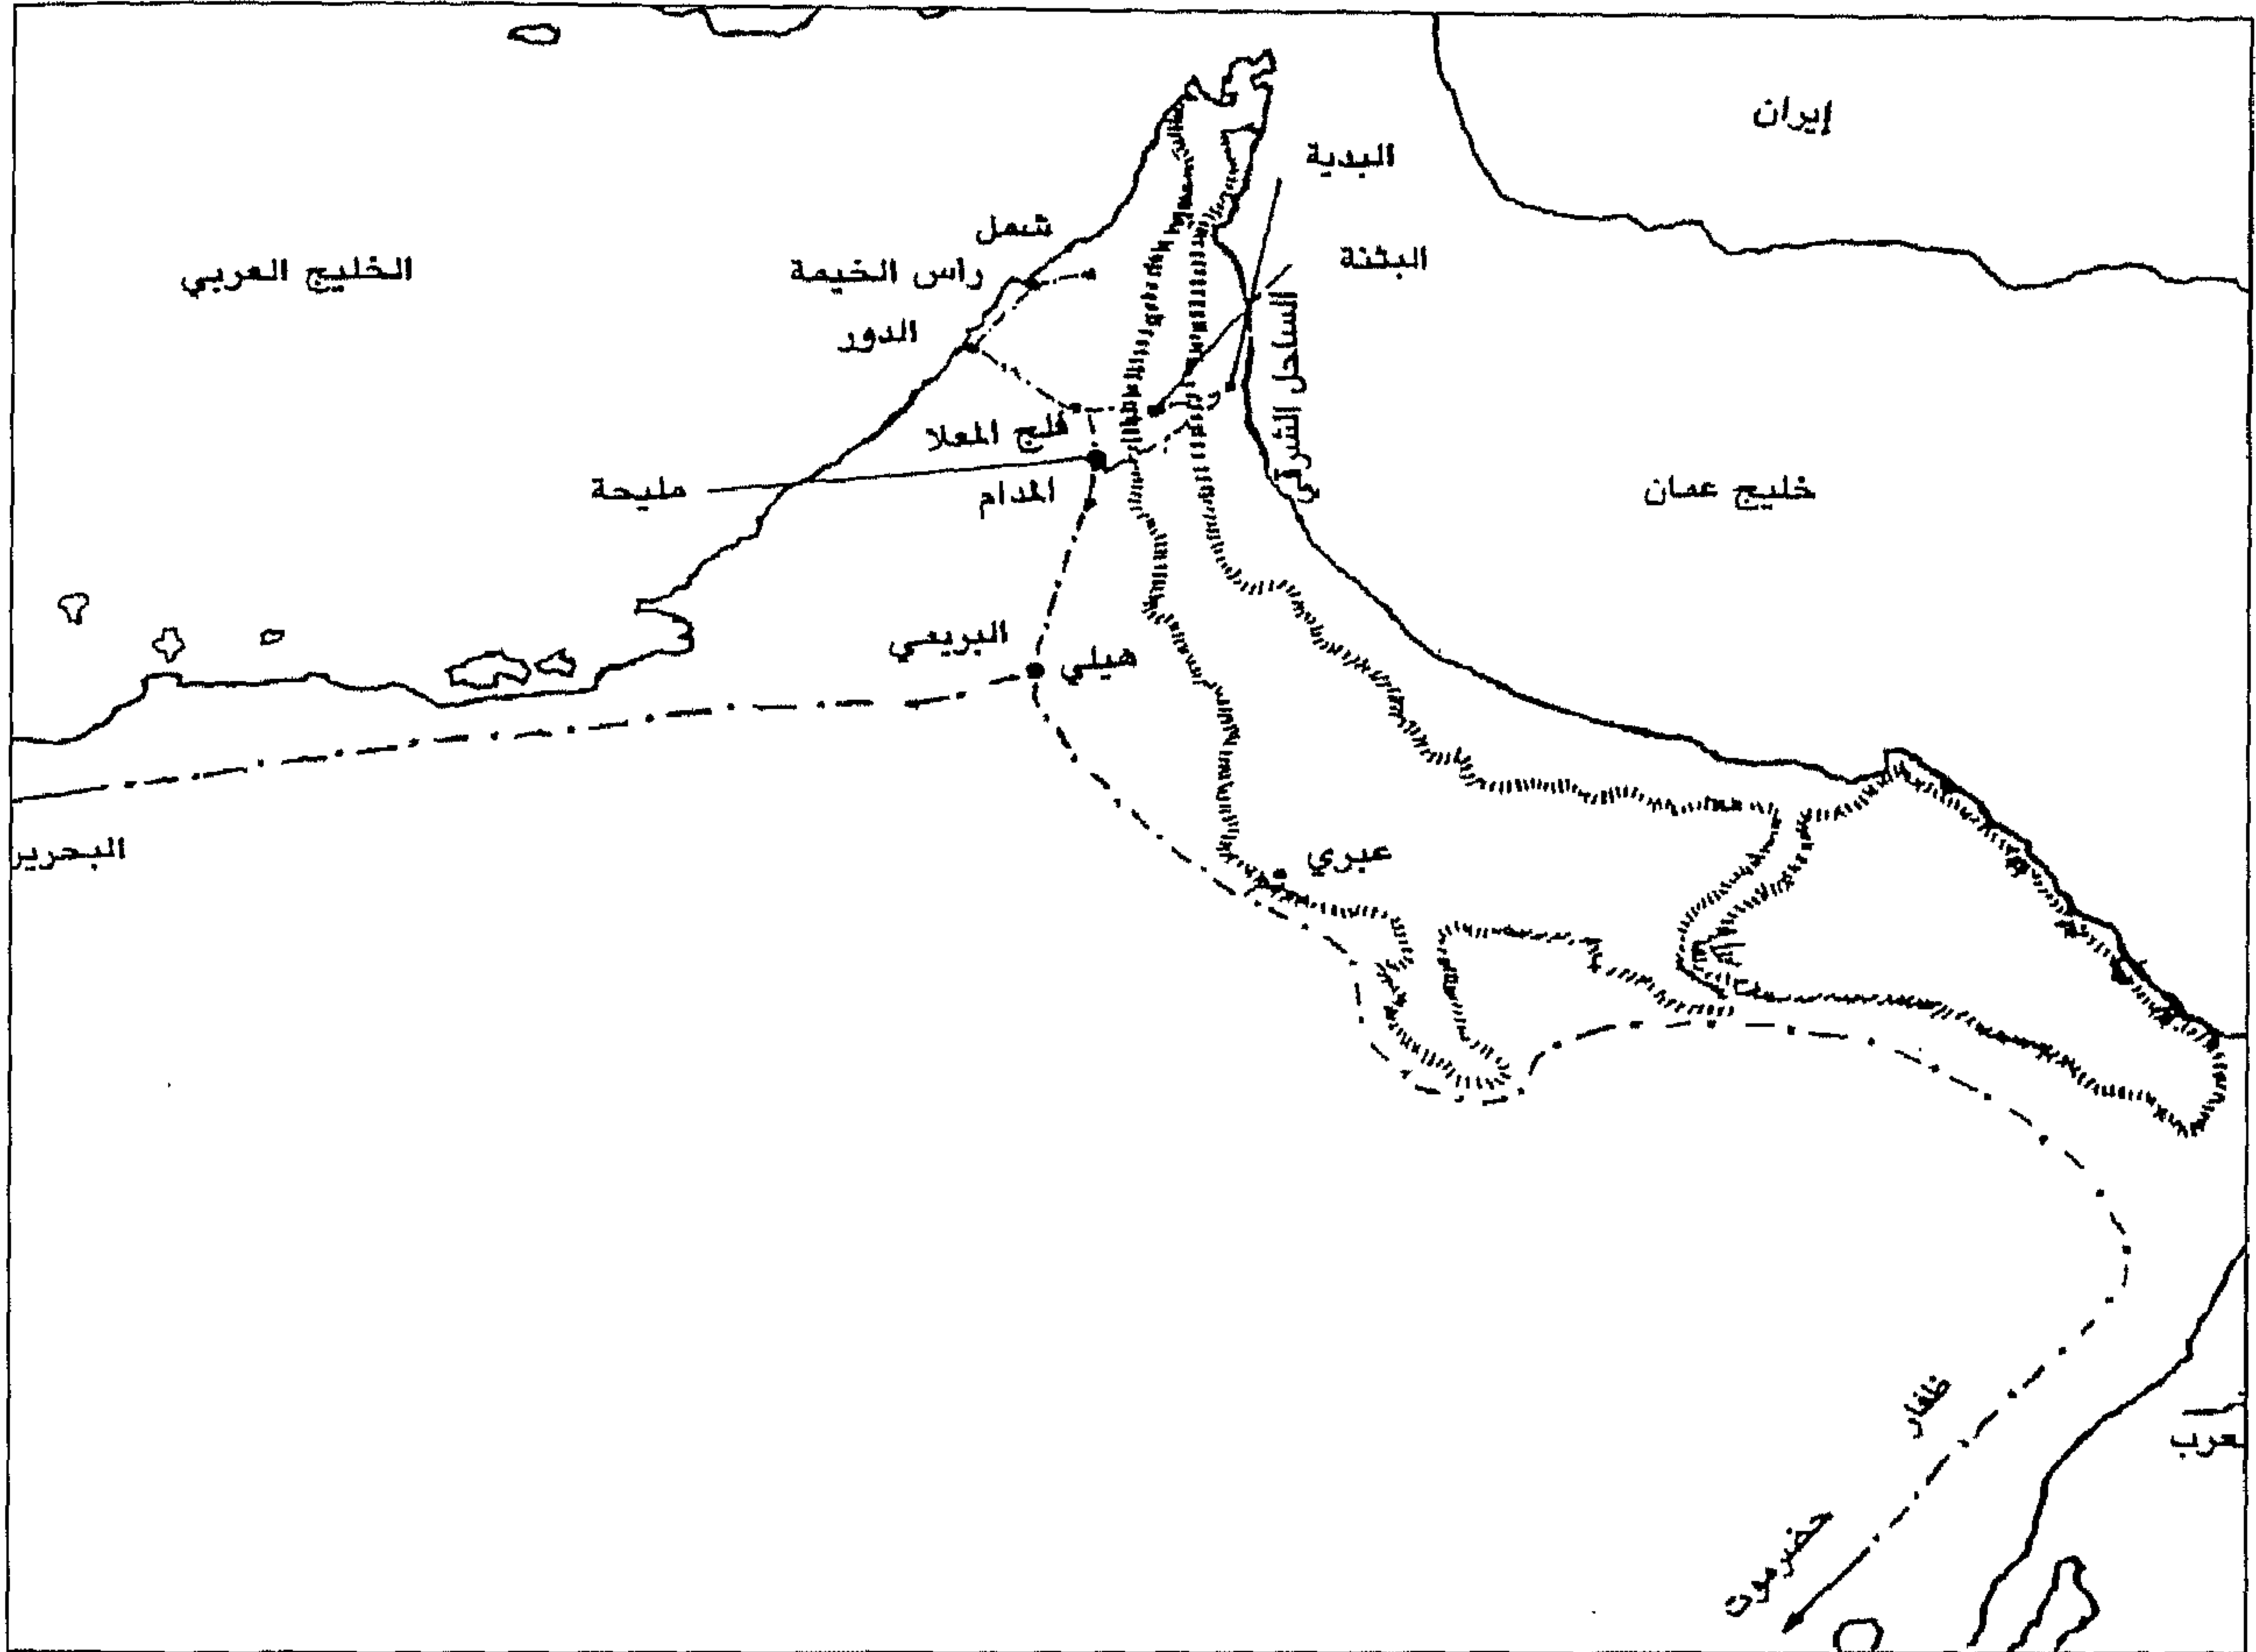 إيران
البدية
شمل
البثنة
راس الخيمة
الخليج العربي
الدور
الساحل الشرقي
فلج المعلا
مليحة
المدام
خليج عمان
البريمي
هيلي
عبري
البحرين
ظفار
لعرب
حضرموت